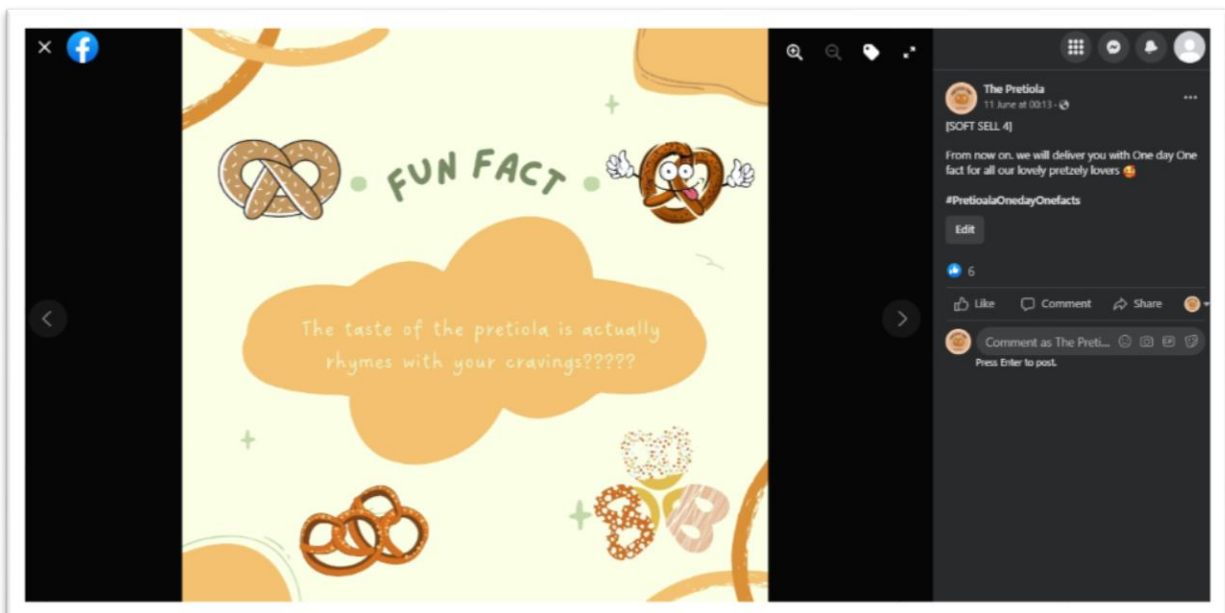 FUN FACT
The taste of the pretiola is actually
rhymes with your cravings?????
The Pretiola
11 June at 00:13
[SOFT SELL 4]
From now on, we will deliver you with One day One
fact for all our lovely pretzely lovers 🥰
#PretioalaOnedayOnefacts
Edit
6
Like Comment Share
Comment as The Preti...
Press Enter to post.